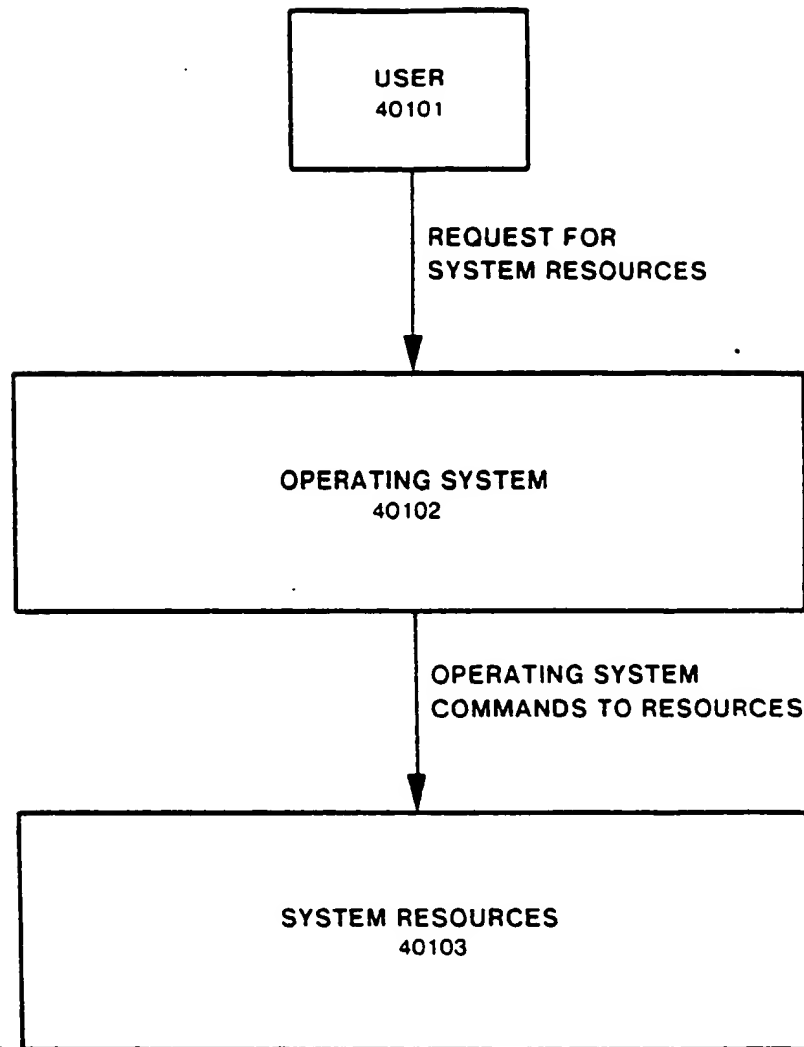 USER
40101
REQUEST FOR
SYSTEM RESOURCES
OPERATING SYSTEM
40102
OPERATING SYSTEM
COMMANDS TO RESOURCES
SYSTEM RESOURCES
40103